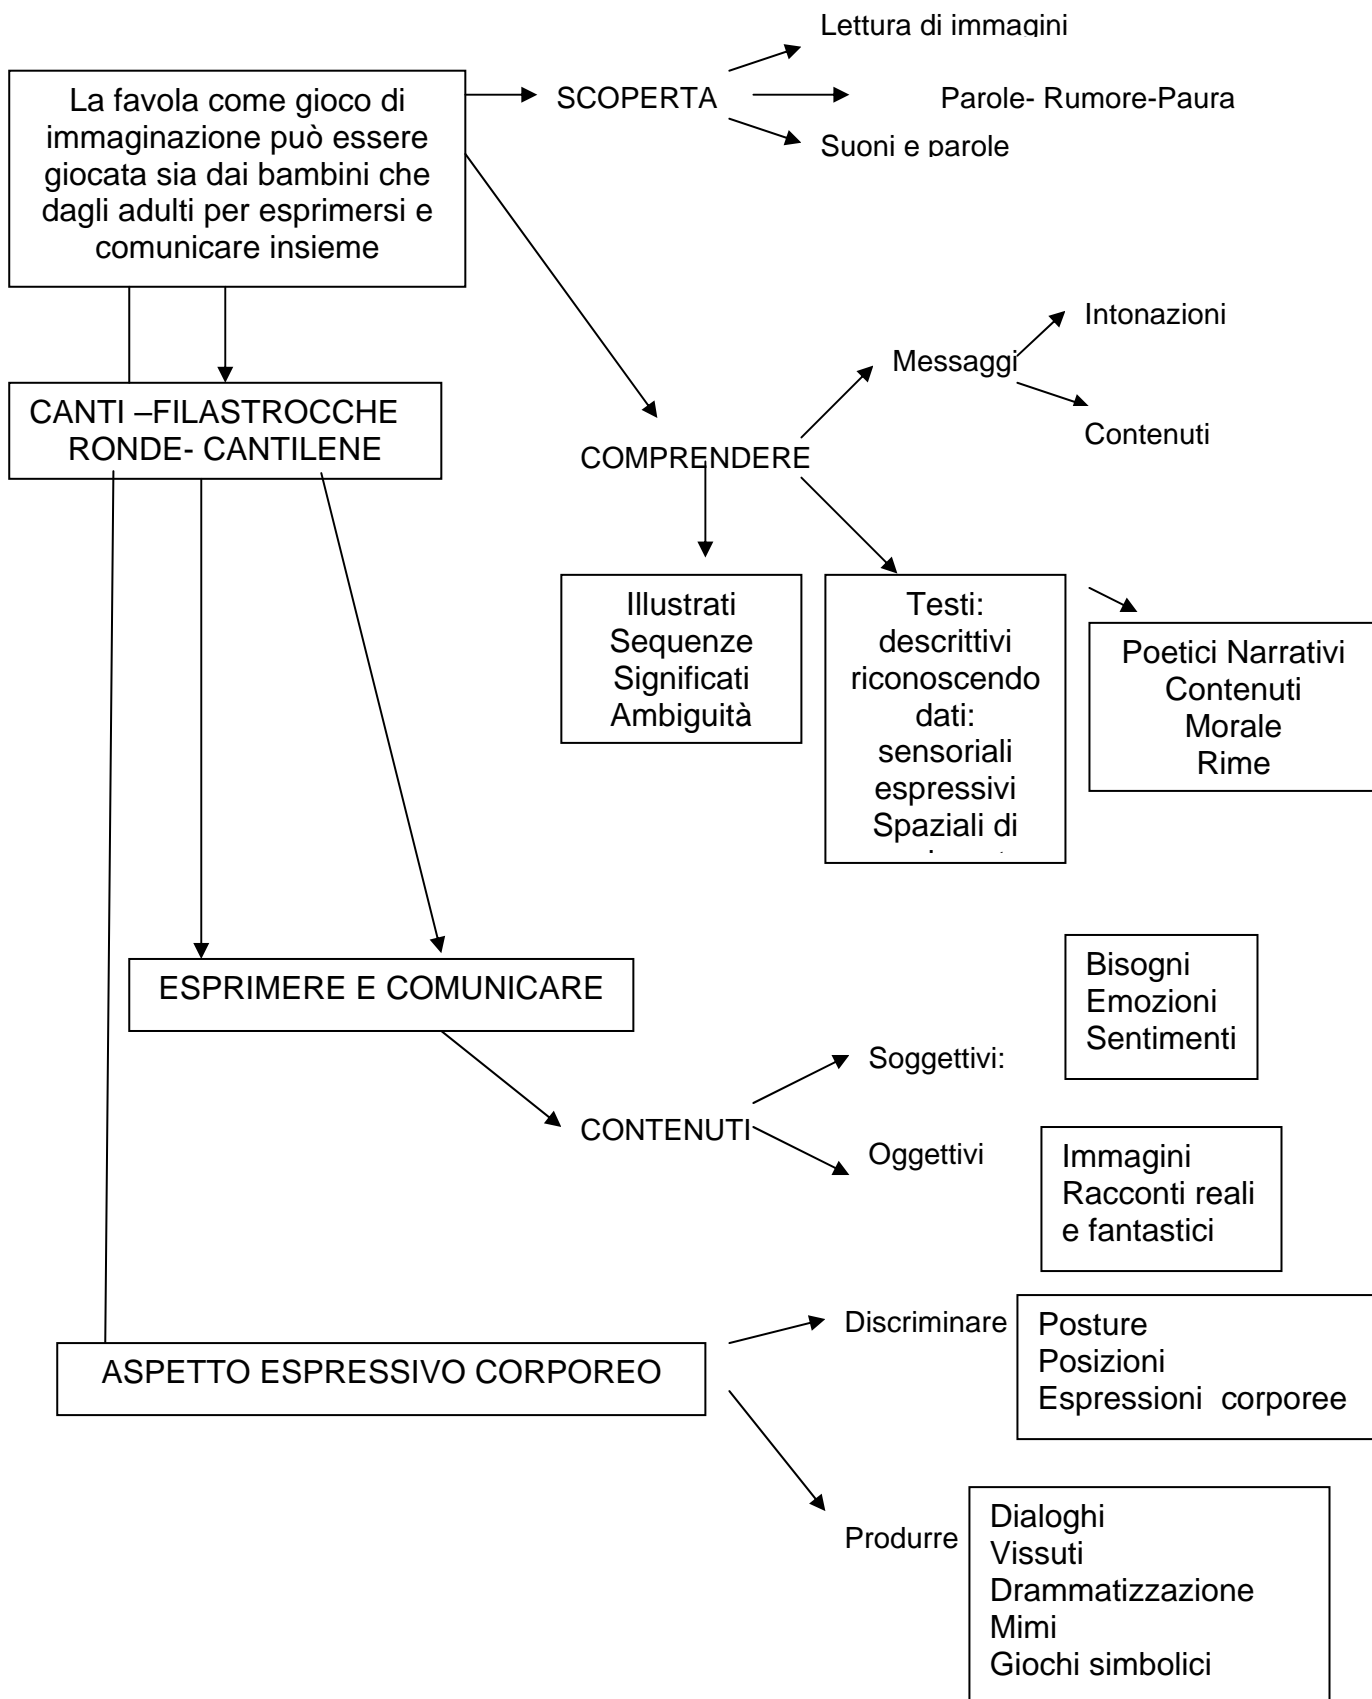 Lettura di immagini
La favola come gioco di
immaginazione può essere
giocata sia dai bambini che
dagli adulti per esprimersi e
comunicare insieme
SCOPERTA
Parole- Rumore-Paura
Suoni e parole
Intonazioni
Messaggi
Contenuti
CANTI –FILASTROCCHE
RONDE- CANTILENE
COMPRENDERE
Illustrati
Sequenze
Significati
Ambiguità
Testi:
descrittivi
riconoscendo
dati:
sensoriali
espressivi
Spaziali di
Poetici Narrativi
Contenuti
Morale
Rime
ESPRIMERE E COMUNICARE
Bisogni
Emozioni
Sentimenti
Soggettivi:
CONTENUTI
Oggettivi
Immagini
Racconti reali
e fantastici
ASPETTO ESPRESSIVO CORPOREO
Discriminare
Posture
Posizioni
Espressioni  corporee
Produrre
Dialoghi
Vissuti
Drammatizzazione
Mimi
Giochi simbolici